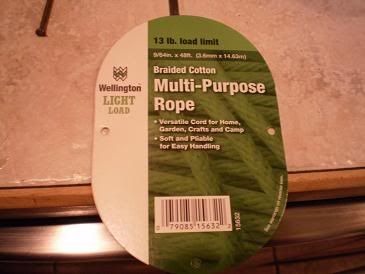 13 lb. load limit
9/64in. x 48ft. (3.6mm x 14.63m)
Wellington
LIGHT
LOAD
Braided Cotton
Multi-Purpose
Rope
• Versatile Cord for Home,
Garden, Crafts and Camp
• Soft and Pliable
for Easy Handling
0 79085 15632 2
15632